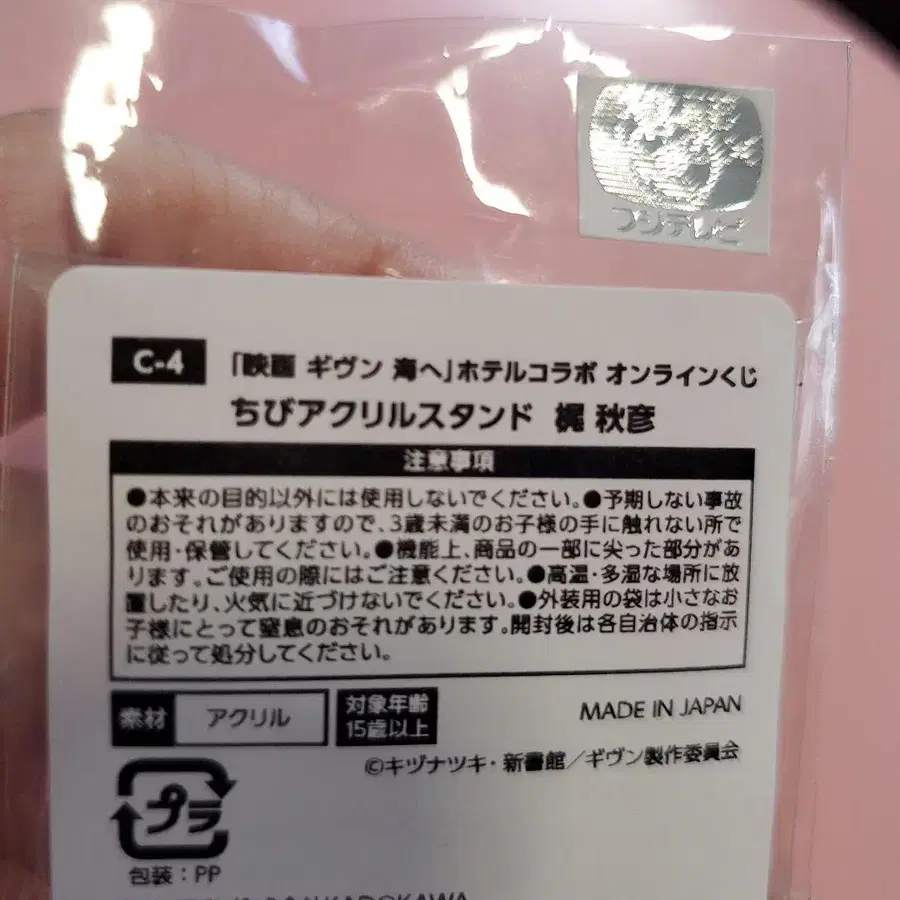 フジテレビ
C-4 「映画 ギヴン 海へ」ホテルコラボ オンラインくじ
ちびアクリルスタンド 梶 秋彦
注意事項
●本来の目的以外には使用しないでください。●予期しない事故
のおそれがありますので、3歳未満のお子様の手に触れない所で
使用・保管してください。●機能上、商品の一部に尖った部分があ
ります。ご使用の際にはご注意ください。●高温・多湿な場所に放
置したり、火気に近づけないでください。●外装用の袋は小さなお
子様にとって窒息のおそれがあります。開封後は各自治体の指示
に従って処分してください。
素材 アクリル 対象年齢 15歳以上
MADE IN JAPAN
©キヅナツキ・新書館／ギヴン製作委員会
プラ
包装：PP
KADOKAWA